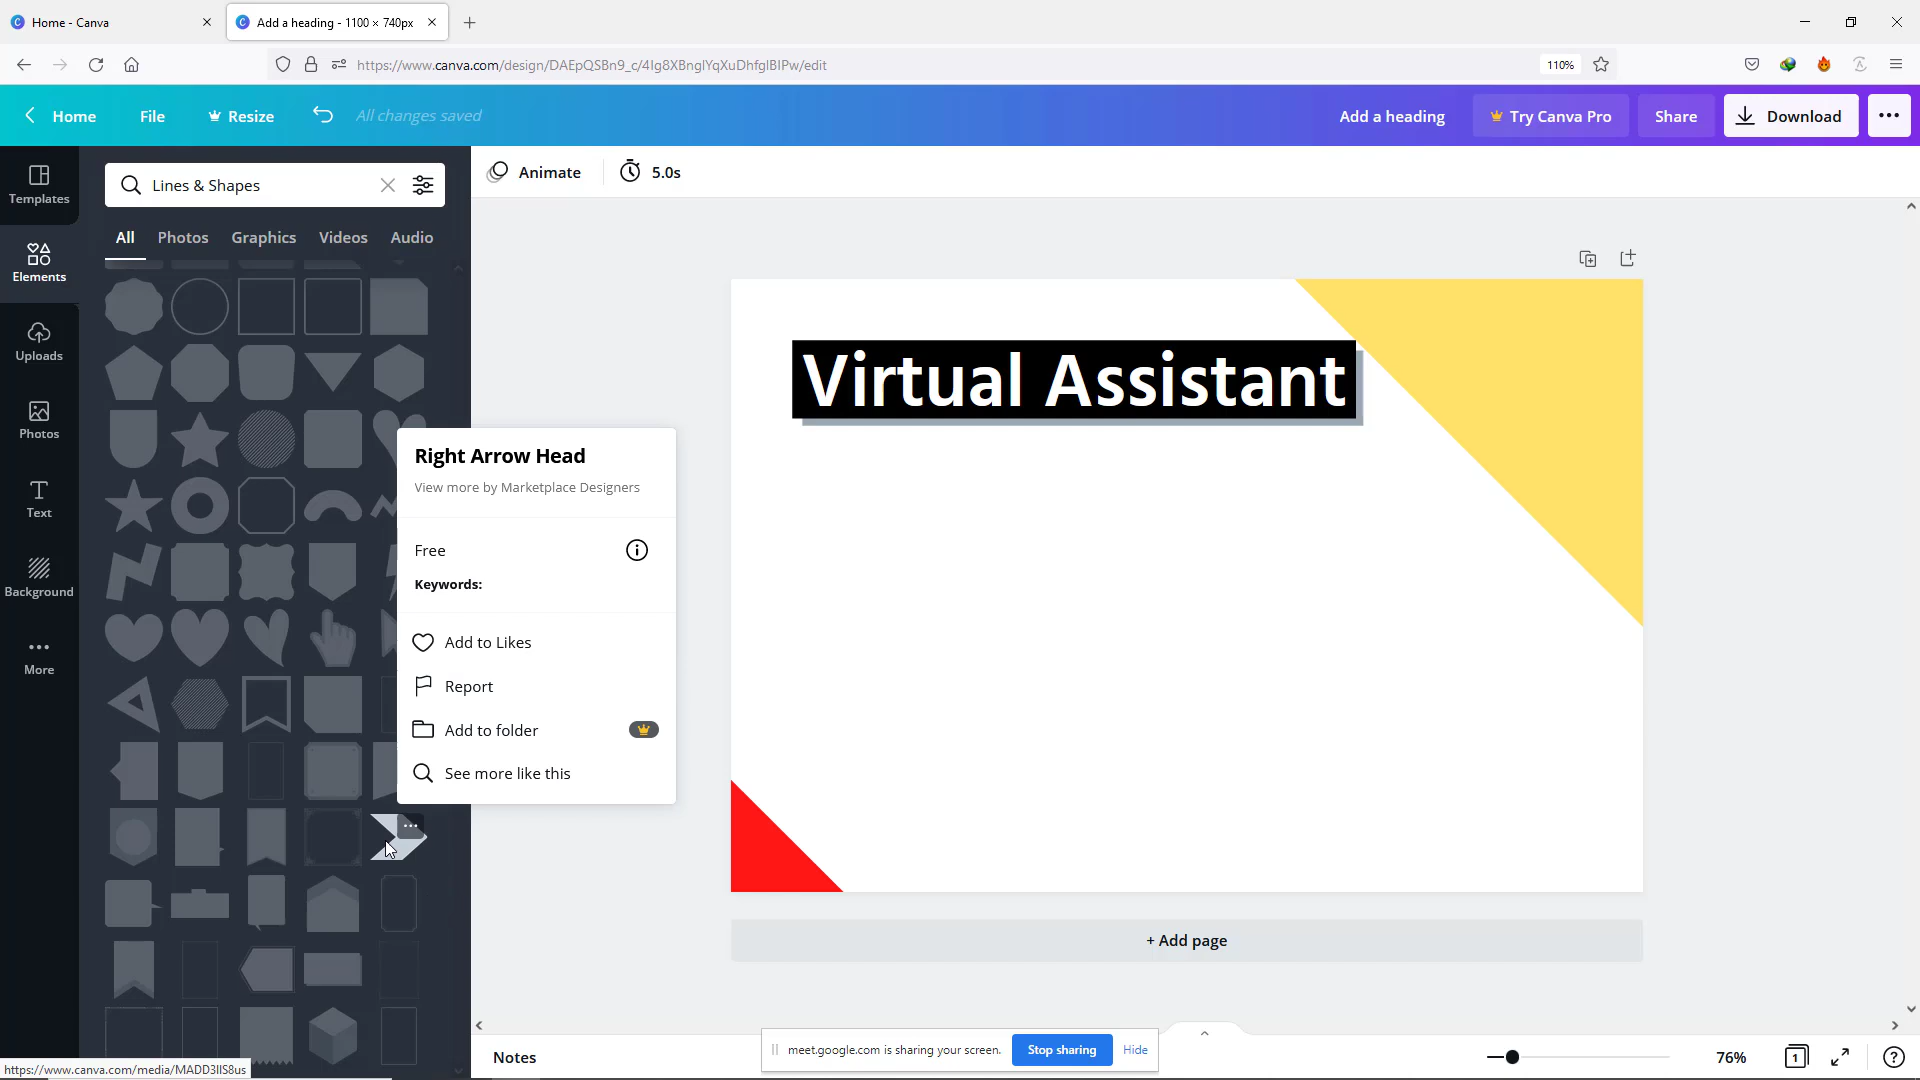 Home - Canva
Add a heading - 1100 × 740px
https://www.canva.com/design/DAEpQSBn9_c/4Ig8XBnglYqXuDhfglBIPw/edit
110%
Home
File
Resize
All changes saved
Add a heading
Try Canva Pro
Share
Download
Templates
Elements
Uploads
Photos
Text
Background
More
Lines & Shapes
All
Photos
Graphics
Videos
Audio
Animate
5.0s
Right Arrow Head
View more by Marketplace Designers
Free
Keywords:
Add to Likes
Report
Add to folder
See more like this
Virtual Assistant
+ Add page
Notes
meet.google.com is sharing your screen.
Stop sharing
Hide
76%
1
https://www.canva.com/media/MADD3IIS8us